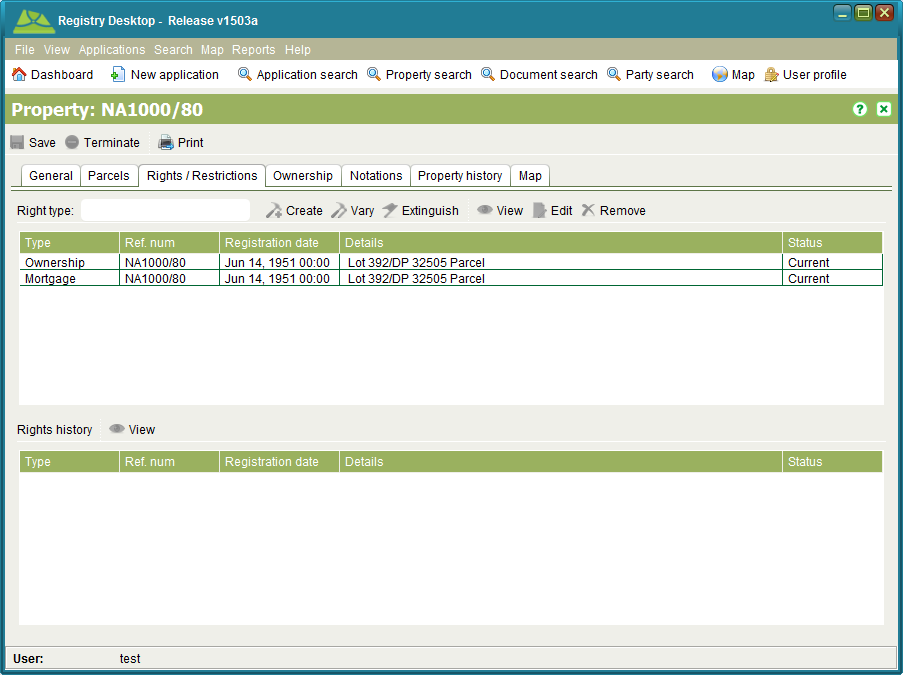 Registry Desktop - Release v1503a
File View Applications Search Map Reports Help
Dashboard New application Application search Property search Document search Party search Map User profile
Property: NA1000/80
Save Terminate Print
General Parcels Rights / Restrictions Ownership Notations Property history Map
Right type: Create Vary Extinguish View Edit Remove
Type Ref. num Registration date Details Status
Ownership NA1000/80 Jun 14, 1951 00:00 Lot 392/DP 32505 Parcel Current
Mortgage NA1000/80 Jun 14, 1951 00:00 Lot 392/DP 32505 Parcel Current
Rights history View
Type Ref. num Registration date Details Status
User: test